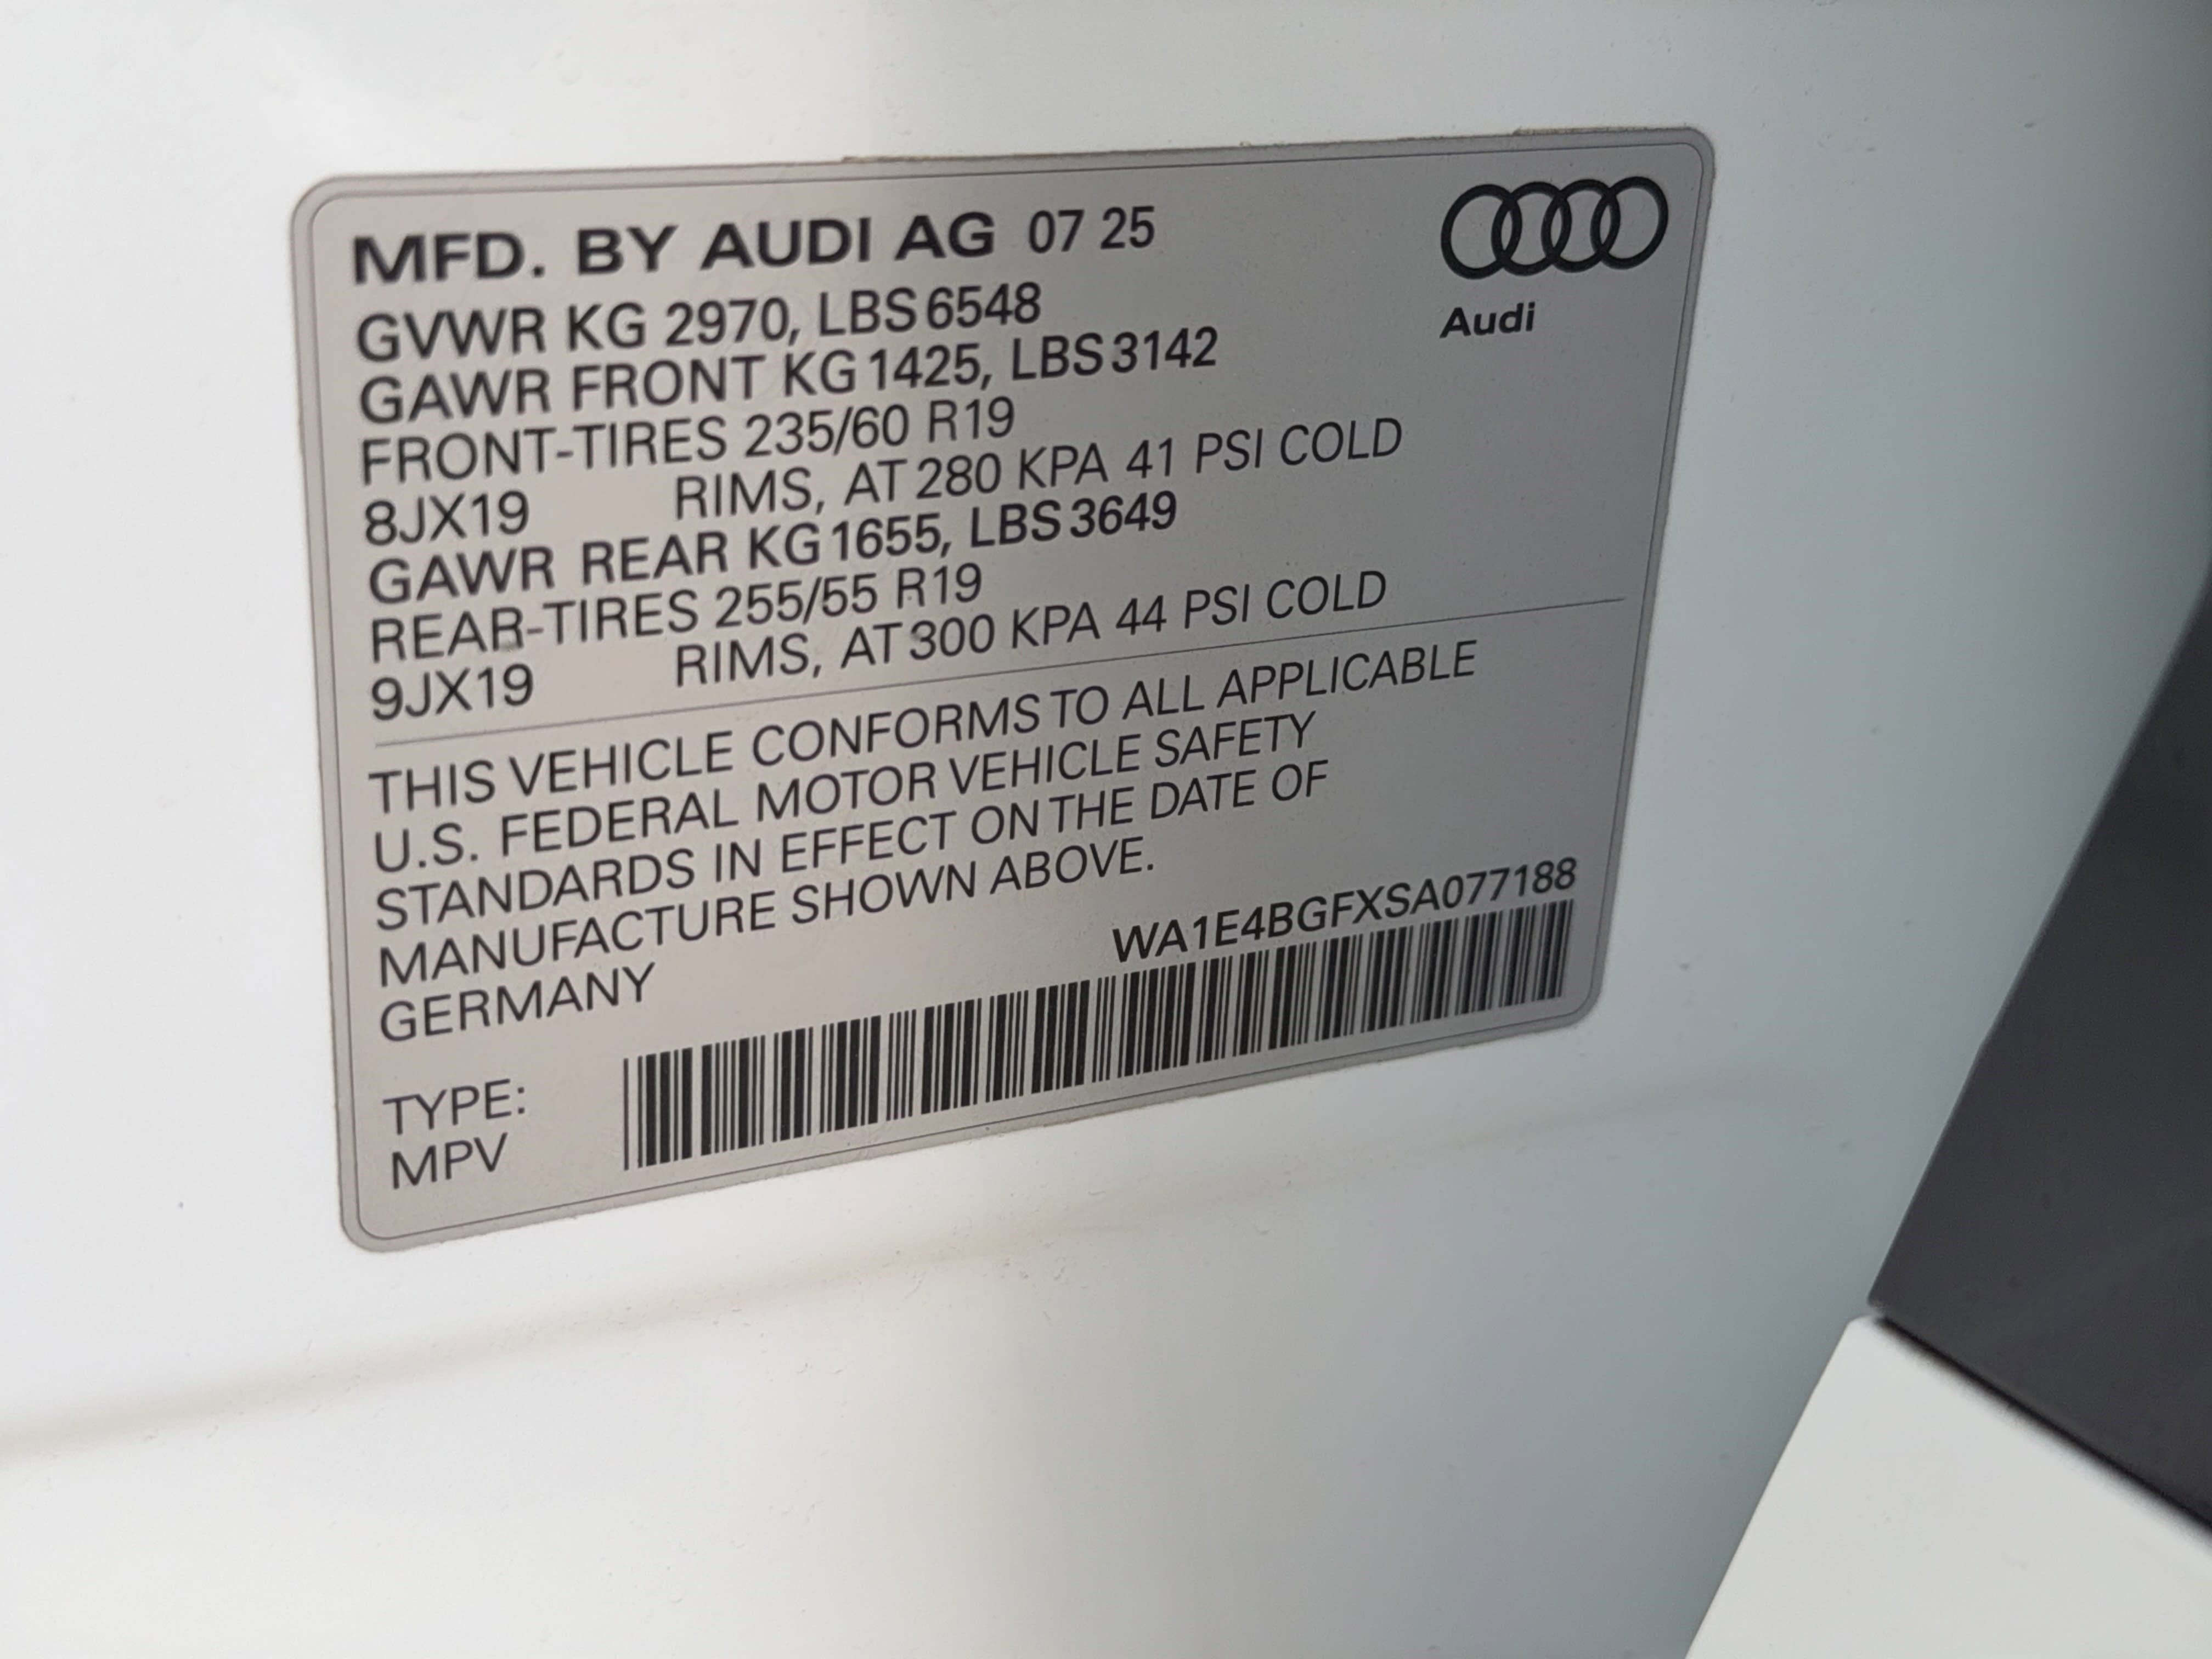 MFD. BY AUDI AG 07 25
GVWR KG 2970, LBS 6548
GAWR FRONT KG 1425, LBS 3142
FRONT-TIRES 235/60 R19
8JX19 RIMS, AT 280 KPA 41 PSI COLD
GAWR REAR KG 1655, LBS 3649
REAR-TIRES 255/55 R19
9JX19 RIMS, AT 300 KPA 44 PSI COLD
Audi
THIS VEHICLE CONFORMS TO ALL APPLICABLE
U.S. FEDERAL MOTOR VEHICLE SAFETY
STANDARDS IN EFFECT ON THE DATE OF
MANUFACTURE SHOWN ABOVE.
GERMANY
WA1E4BGFXSA077188
TYPE:
MPV